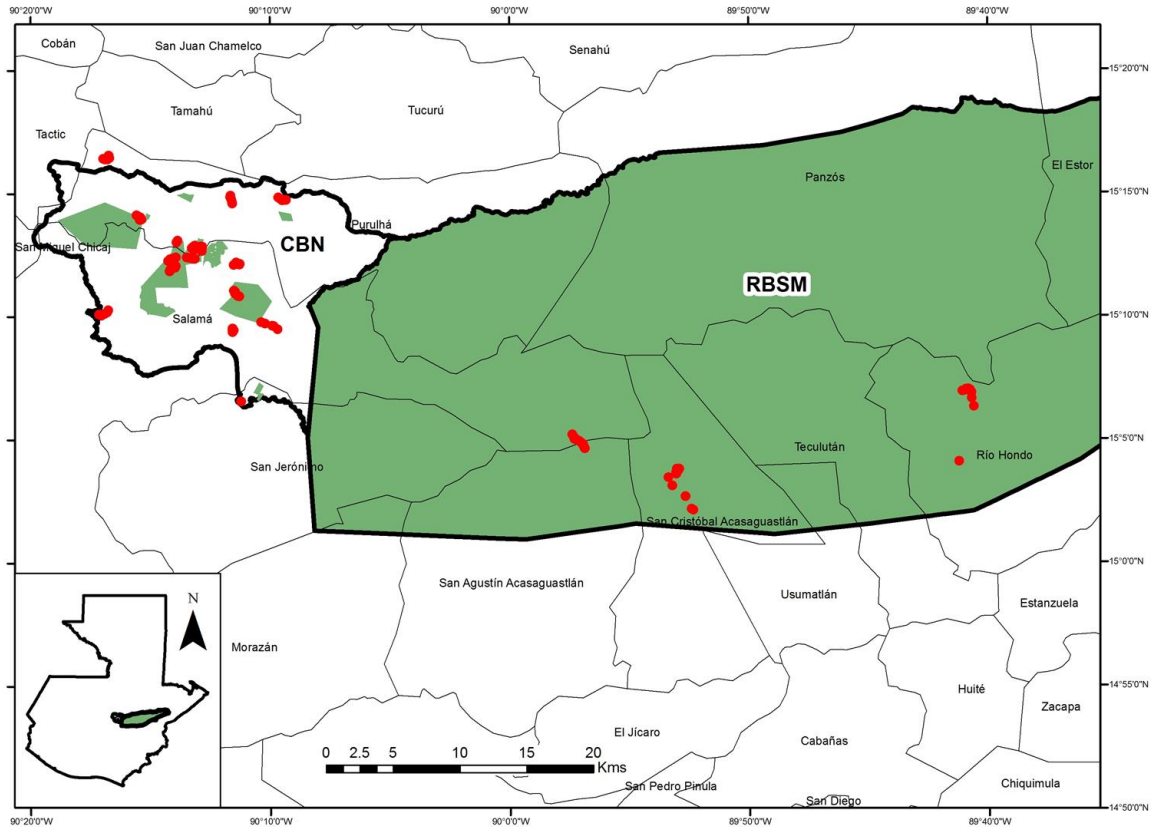 90°20'0"W 90°10'0"W 90°0'0"W 89°50'0"W 89°40'0"W
Cobán
San Juan Chamelco
Senahú
15°20'0"N
Tamahú
Tucurú
Tactic
El Estor
Panzós
15°15'0"N
Purulhá
San Miguel Chicaj
CBN
RBSM
Salamá
15°10'0"N
Teculután
15°5'0"N
Río Hondo
San Jerónimo
San Cristóbal Acasaguastlán
15°0'0"N
San Agustín Acasaguastlán
Usumatlán
Estanzuela
N
Morazán
14°55'0"N
Huité
Zacapa
El Jícaro
Cabañas
0 2.5 5 10 15 20
Kms
San Pedro Pinula
Chiquimula
San Diego
14°50'0"N
90°20'0"W 90°10'0"W 90°0'0"W 89°50'0"W 89°40'0"W